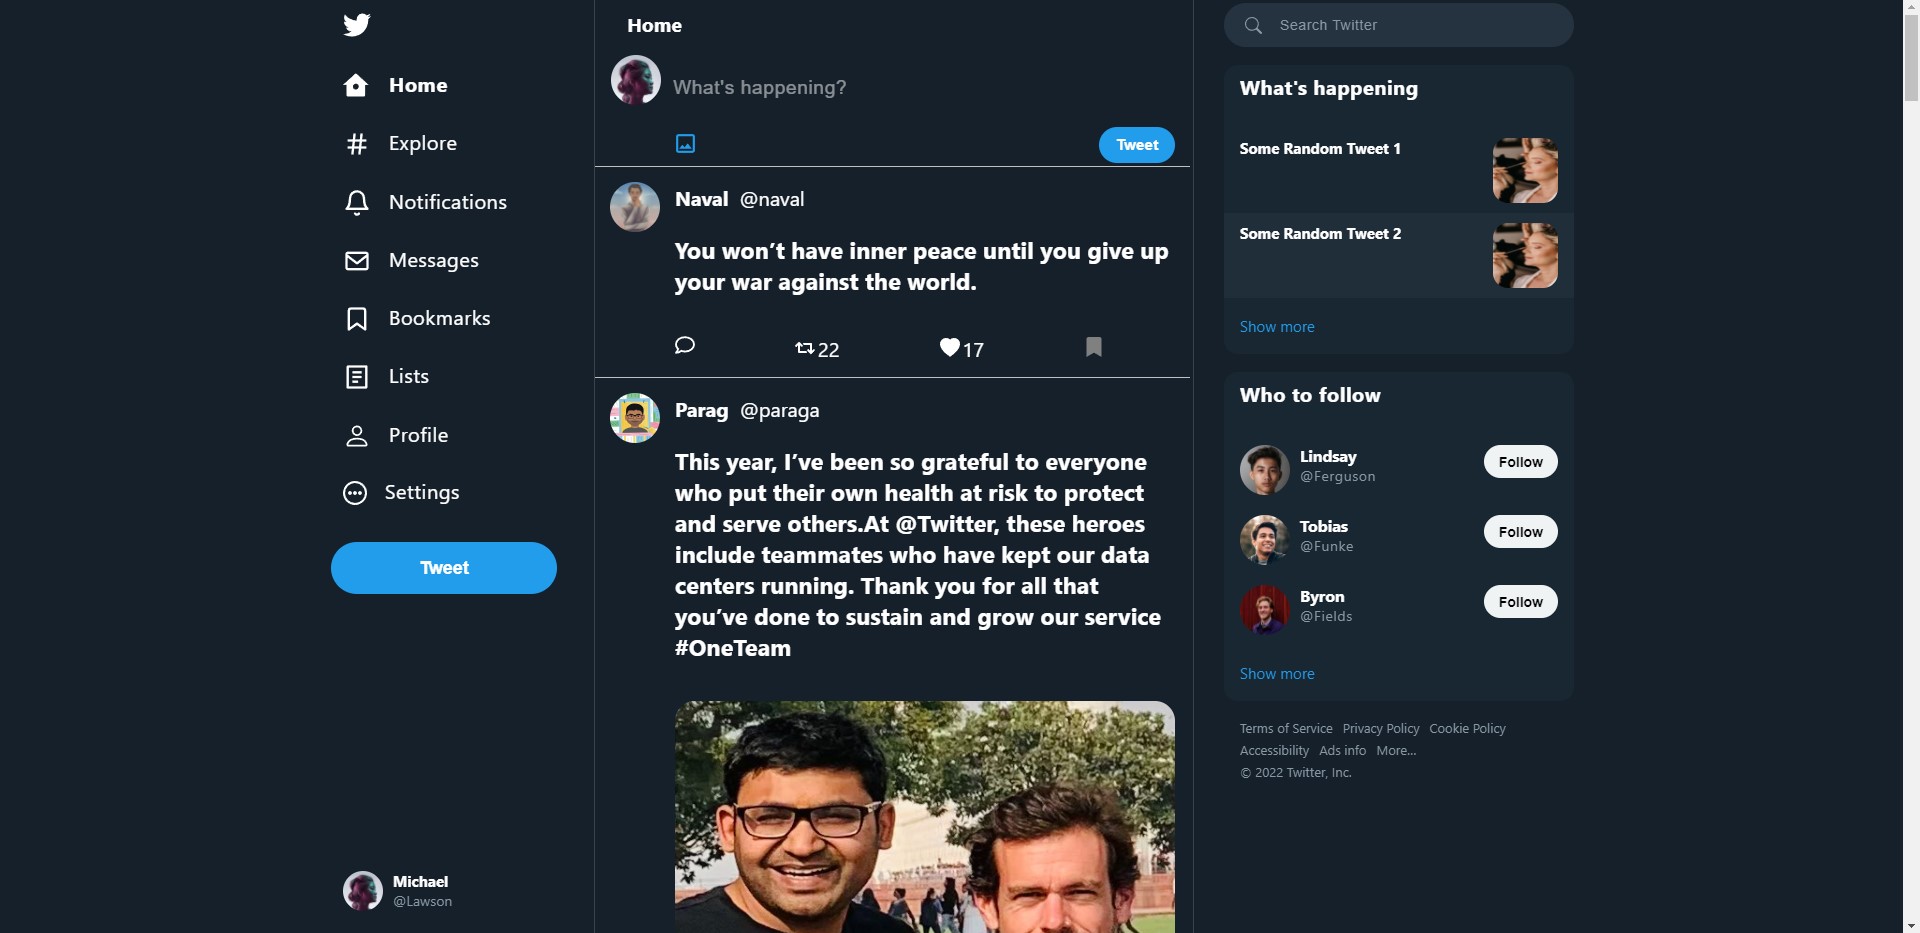 Home
Explore
Notifications
Messages
Bookmarks
Lists
Profile
Settings
Tweet
Michael
@Lawson
Home
What's happening?
Tweet
Naval @naval
You won’t have inner peace until you give up
your war against the world.
22 17
Parag @paraga
This year, I’ve been so grateful to everyone
who put their own health at risk to protect
and serve others.At @Twitter, these heroes
include teammates who have kept our data
centers running. Thank you for all that
you’ve done to sustain and grow our service
#OneTeam
Search Twitter
What's happening
Some Random Tweet 1
Some Random Tweet 2
Show more
Who to follow
Lindsay
@Ferguson
Follow
Tobias
@Funke
Follow
Byron
@Fields
Follow
Show more
Terms of Service Privacy Policy Cookie Policy
Accessibility Ads info More...
© 2022 Twitter, Inc.